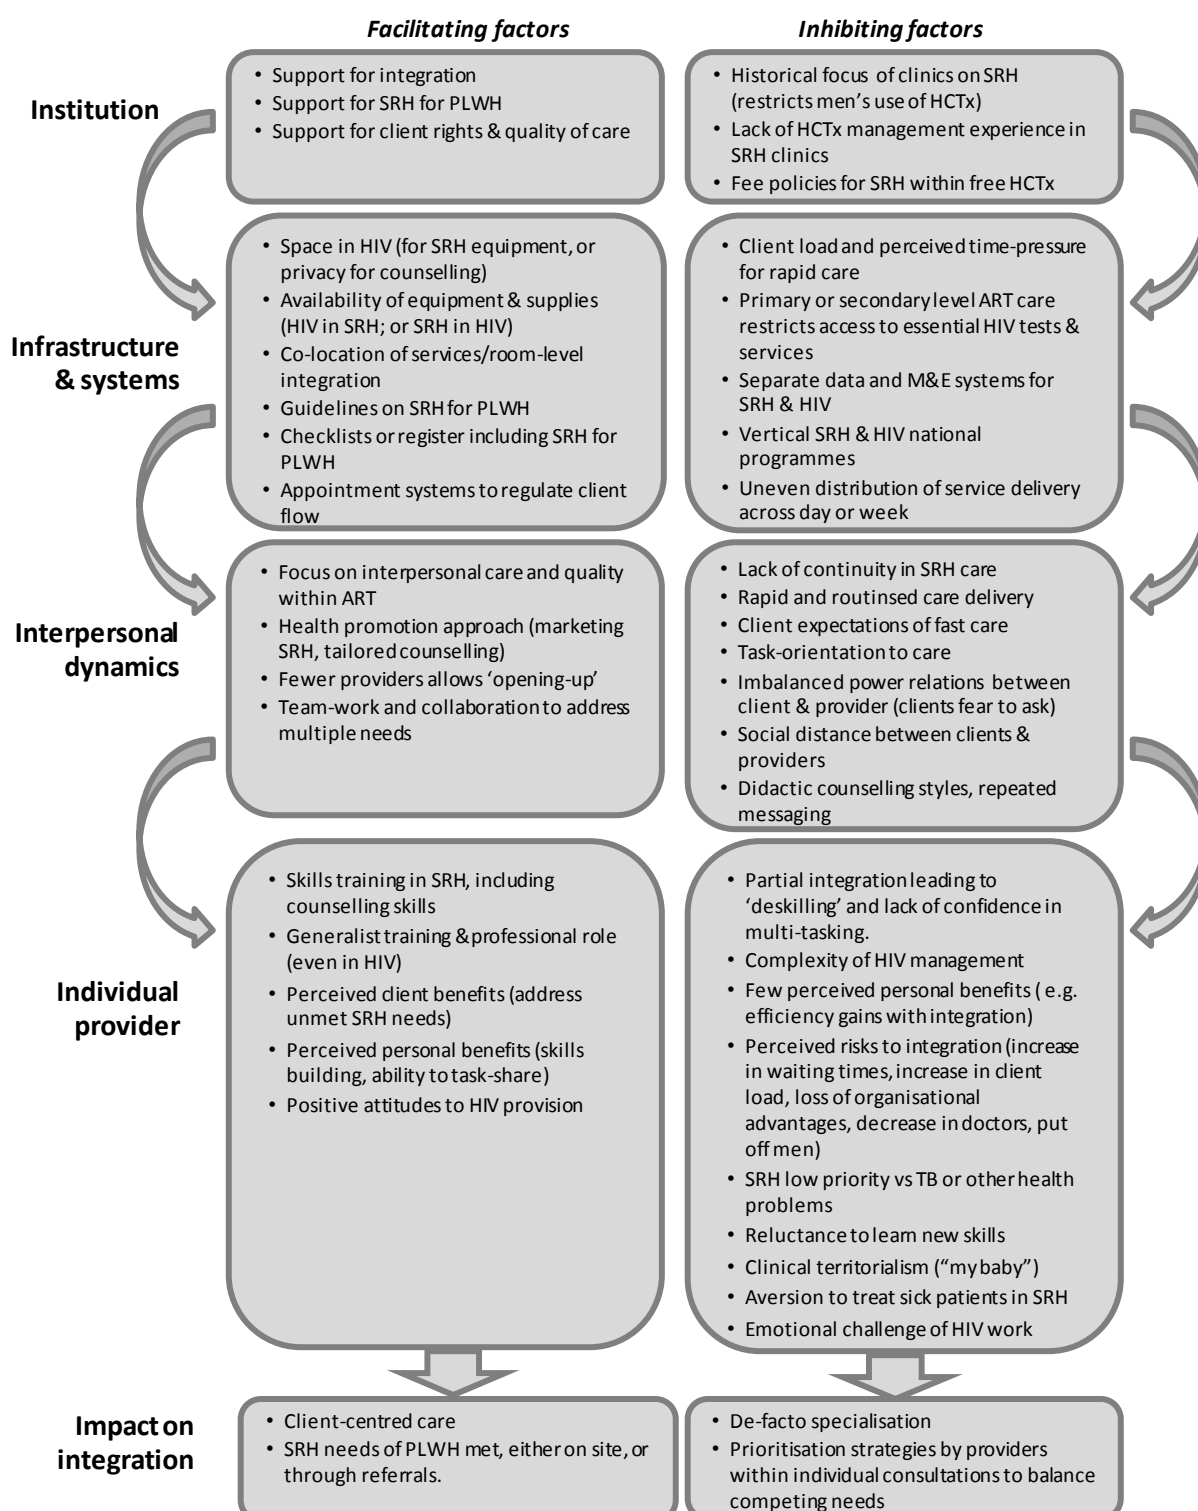 Facilitating factors
Inhibiting factors
Institution
• Support for integration
• Support for SRH for PLWH
• Support for client rights & quality of care
• Historical focus of clinics on SRH
(restricts men's use of HCTx)
• Lack of HCTx management experience in
SRH clinics
• Fee policies for SRH within free HCTx
Infrastructure
& systems
• Space in HIV (for SRH equipment, or
privacy for counselling)
• Availability of equipment & supplies
(HIV in SRH; or SRH in HIV)
• Co-location of services/room-level
integration
• Guidelines on SRH for PLWH
• Checklists or register including SRH for
PLWH
• Appointment systems to regulate client
flow
• Client load and perceived time-pressure
for rapid care
• Primary or secondary level ART care
restricts access to essential HIV tests &
services
• Separate data and M&E systems for
SRH & HIV
• Vertical SRH & HIV national
programmes
• Uneven distribution of service delivery
across day or week
Interpersonal
dynamics
• Focus on interpersonal care and quality
within ART
• Health promotion approach (marketing
SRH, tailored counselling)
• Fewer providers allows 'opening-up'
• Team-work and collaboration to address
multiple needs
• Lack of continuity in SRH care
• Rapid and routinsed care delivery
• Client expectations of fast care
• Task-orientation to care
• Imbalanced power relations between
client & provider (clients fear to ask)
• Social distance between clients &
providers
• Didactic counselling styles, repeated
messaging
Individual
provider
• Skills training in SRH, including
counselling skills
• Generalist training & professional role
(even in HIV)
• Perceived client benefits (address
unmet SRH needs)
• Perceived personal benefits (skills
building, ability to task-share)
• Positive attitudes to HIV provision
• Partial integration leading to
'deskilling' and lack of confidence in
multi-tasking.
• Complexity of HIV management
• Few perceived personal benefits ( e.g.
efficiency gains with integration)
• Perceived risks to integration (increase
in waiting times, increase in client
load, loss of organisational
advantages, decrease in doctors, put
off men)
• SRH low priority vs TB or other health
problems
• Reluctance to learn new skills
• Clinical territorialism ("my baby")
• Aversion to treat sick patients in SRH
• Emotional challenge of HIV work
Impact on
integration
• Client-centred care
• SRH needs of PLWH met, either on site, or
through referrals.
• De-facto specialisation
• Prioritisation strategies by providers
within individual consultations to balance
competing needs